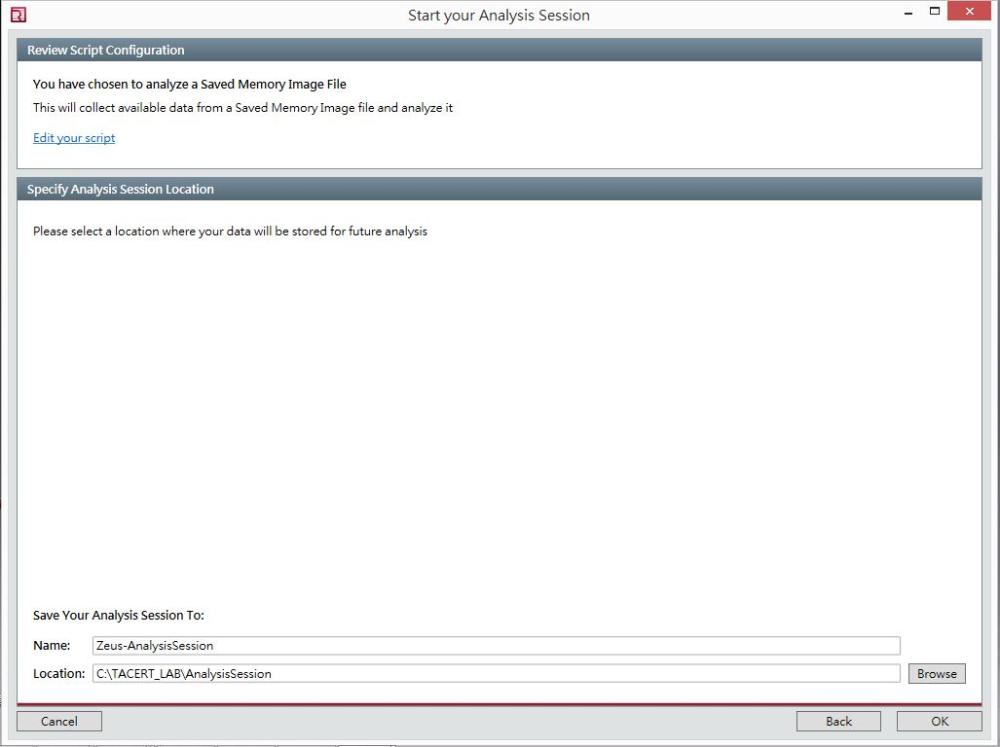 Start your Analysis Session
Review Script Configuration
You have chosen to analyze a Saved Memory Image File
This will collect available data from a Saved Memory Image file and analyze it
Edit your script
Specify Analysis Session Location
Please select a location where your data will be stored for future analysis
Save Your Analysis Session To:
Name: Zeus-AnalysisSession
Location: C:\TACERT_LAB\AnalysisSession Browse
Cancel Back OK